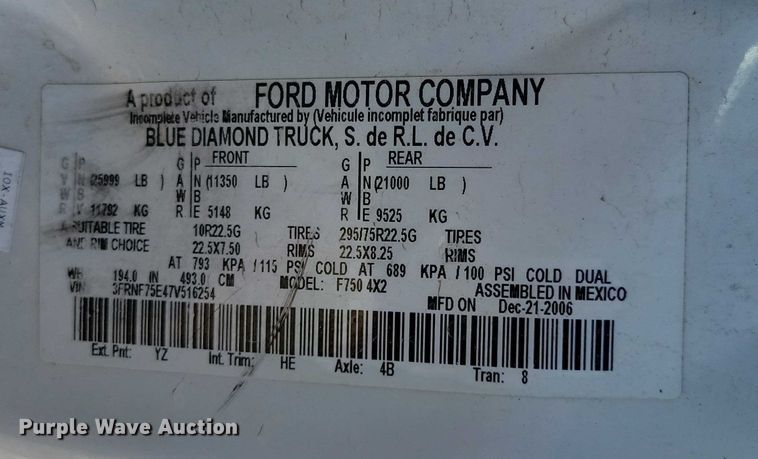 A product of FORD MOTOR COMPANY
Incomplete Vehicle Manufactured by (Vehicule incomplet fabrique par)
BLUE DIAMOND TRUCK, S. de R.L. de C.V.
G P G P FRONT G P REAR
V N (25999 LB ) A N (11350 LB ) A N (21000 LB )
W B W B W B
R V 11792 KG R E 5148 KG R E 9525 KG
A SUITABLE TIRE 10R22.5G TIRES 295/75R22.5G TIRES
AND RIM CHOICE 22.5X7.50 RIMS 22.5X8.25 RIMS
AT 793 KPA / 115 PSI COLD AT 689 KPA / 100 PSI COLD DUAL
WB 194.0 IN 493.0 CM MODEL: F750 4X2 ASSEMBLED IN MEXICO
VIN 3FRNF75E47V516254 MFD ON Dec-21-2006
Ext. Pnt: YZ Int. Trim: HE Axle: 4B Tran: 8
Purple Wave Auction